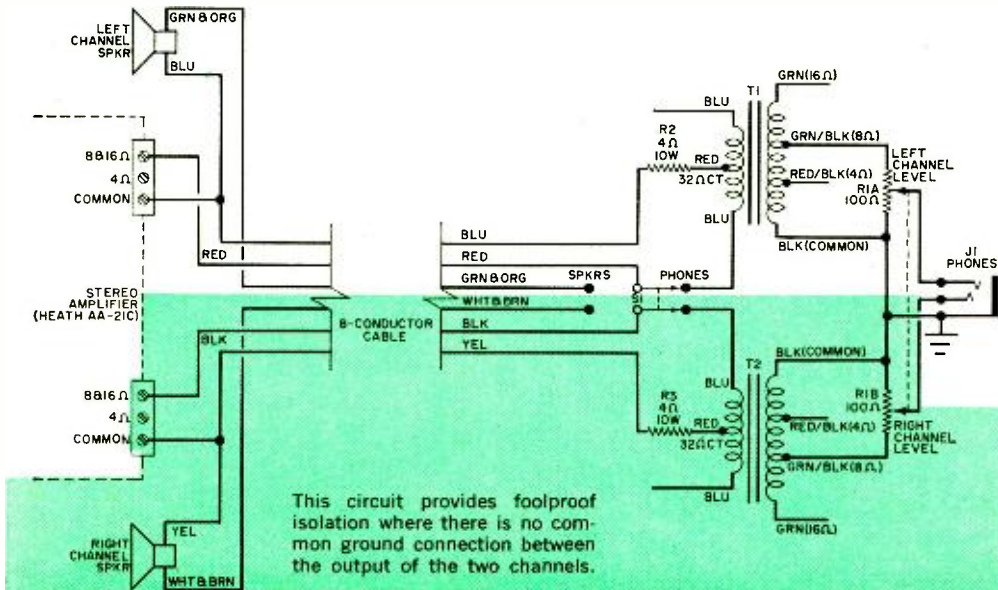 GRN & ORG
LEFT
CHANNEL
SPKR
BLU
8&16Ω
4Ω
COMMON
RED
STEREO
AMPLIFIER
(HEATH AA-21C)
BLK
8&16Ω
4Ω
COMMON
YEL
RIGHT
CHANNEL
SPKR
WHT & BRN
8-CONDUCTOR
CABLE
BLU
RED
GRN & ORG
WHT & BRN
BLK
YEL
SPKRS
S1
PHONES
BLU
R2
4Ω
10W
RED
32ΩCT
BLU
T1
GRN(16Ω)
GRN/BLK(8Ω)
RED/BLK(4Ω)
BLK(COMMON)
LEFT
CHANNEL
LEVEL
R1A
100Ω
J1
PHONES
BLU
R3
4Ω
10W
RED
32ΩCT
BLU
T2
BLK(COMMON)
R1B
100Ω
RED/BLK(4Ω)
RIGHT
CHANNEL
LEVEL
GRN/BLK(8Ω)
GRN(16Ω)
This circuit provides foolproof
isolation where there is no com-
mon ground connection between
the output of the two channels.